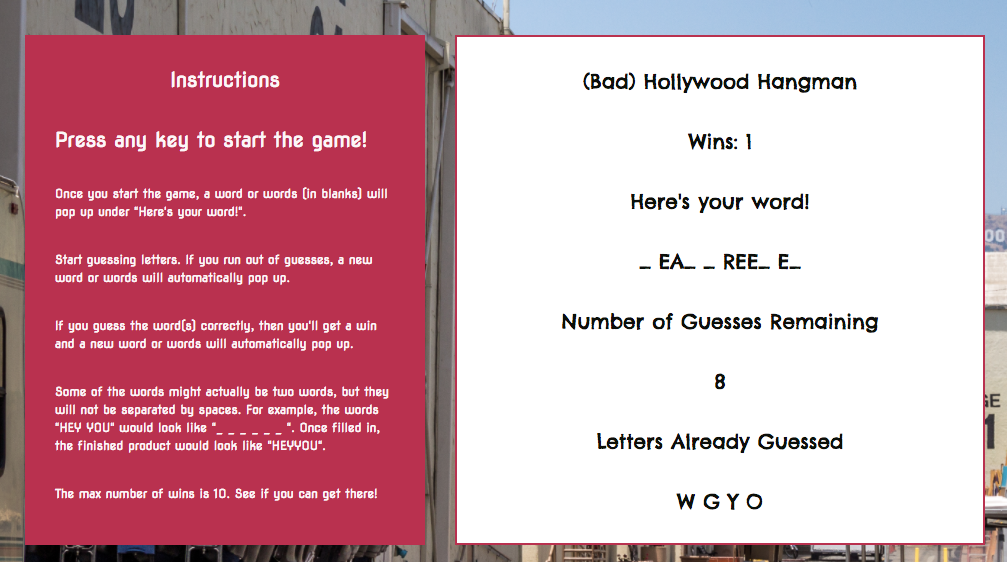 Instructions
Press any key to start the game!
Once you start the game, a word or words (in blanks) will
pop up under "Here's your word!".
Start guessing letters. If you run out of guesses, a new
word or words will automatically pop up.
If you guess the word(s) correctly, then you'll get a win
and a new word or words will automatically pop up.
Some of the words might actually be two words, but they
will not be separated by spaces. For example, the words
"HEY YOU" would look like "_ _ _ _ _ _ ". Once filled in,
the finished product would look like "HEYYOU".
The max number of wins is 10. See if you can get there!
(Bad) Hollywood Hangman
Wins: 1
Here's your word!
_ EA_ _ REE_ E_
Number of Guesses Remaining
8
Letters Already Guessed
W G Y O